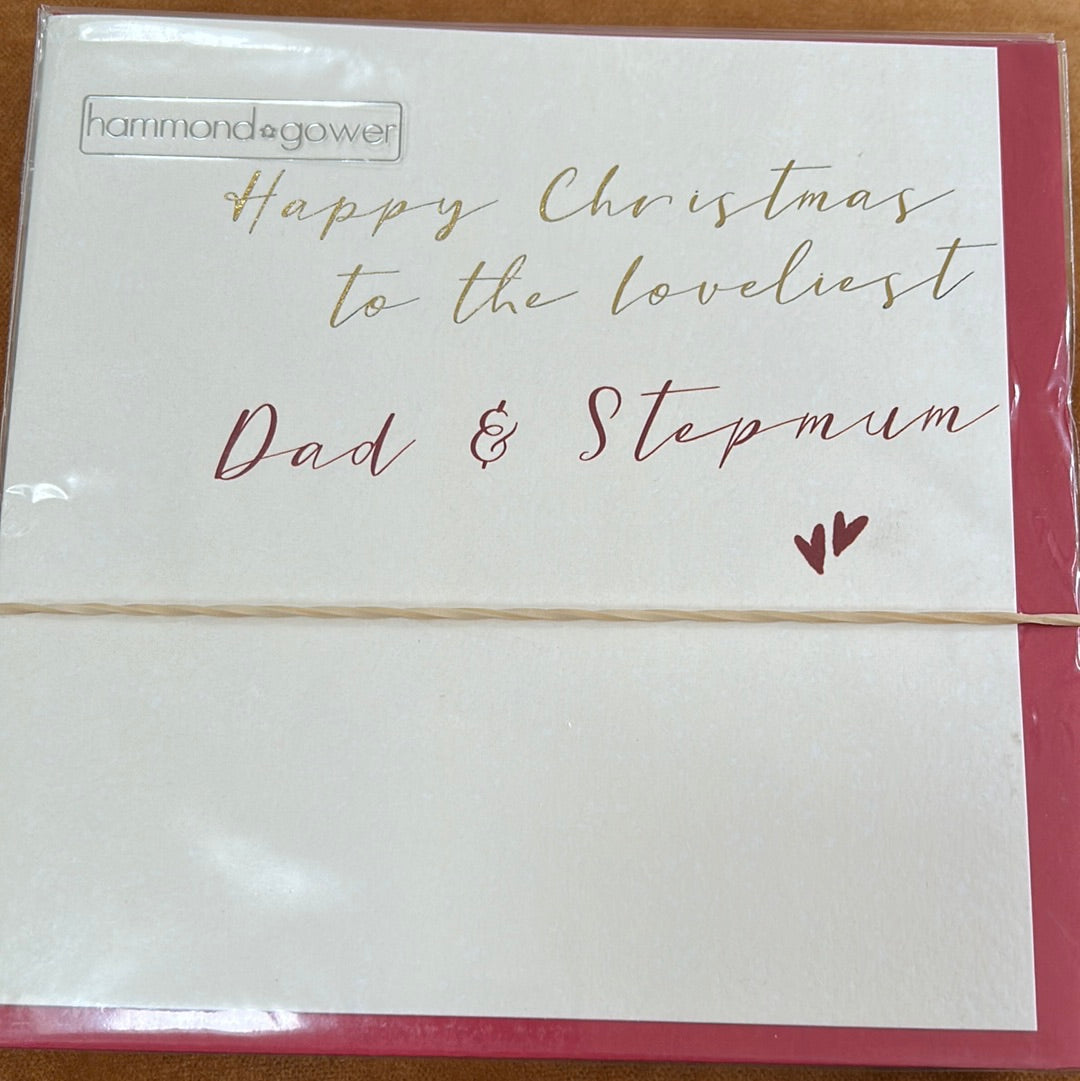 hammond gower
Happy Christmas
to the loveliest
Dad & Stepmum